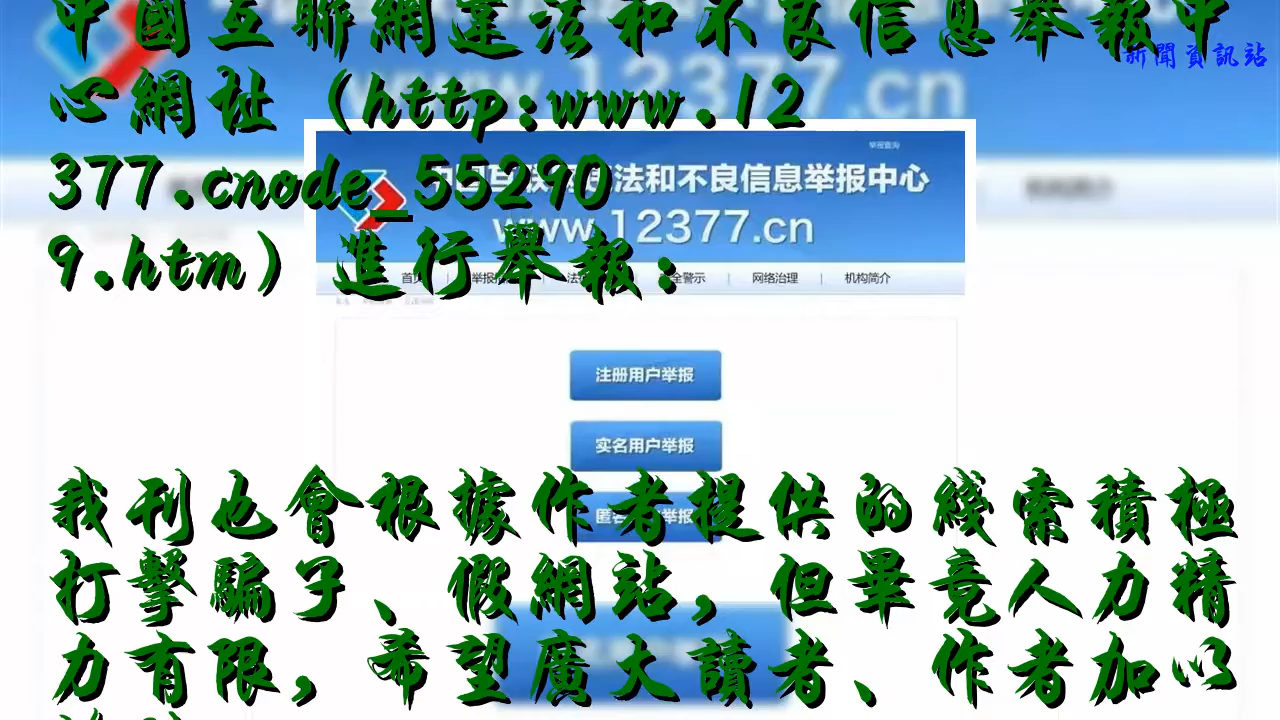 中國互聯網違法和不良信息舉報中
新聞資訊站
心網址（http:www.12
377.cnode_55290
9.htm）進行舉報：
www.12377.cn
举报查询
法和不良信息举报中心
www.12377.cn
网络治理
机构简介
注册用户举报
实名用户举报
我刊也會根據作者提供的綫索積極
打擊騙子、假網站，但畢竟人力精
力有限，希望廣大讀者、作者加以